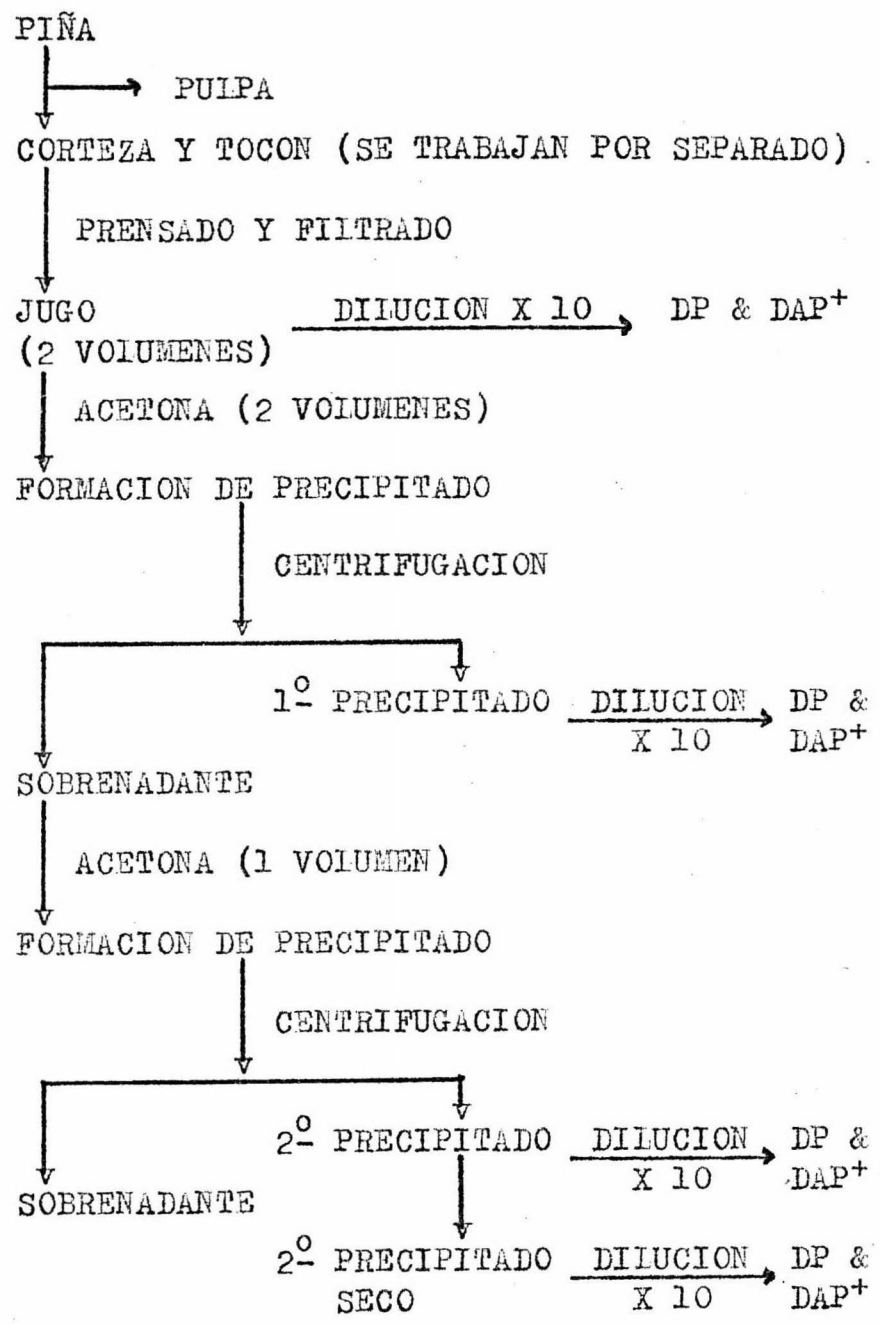 PIÑA
PULPA
CORTEZA Y TOCON (SE TRABAJAN POR SEPARADO)
PRENSADO Y FILTRADO
JUGO DILUCION X 10 DP & DAP+
(2 VOLUMENES)
ACETONA (2 VOLUMENES)
FORMACION DE PRECIPITADO
CENTRIFUGACION
1º PRECIPITADO DILUCION DP &
X 10 DAP+
SOBRENADANTE
ACETONA (1 VOLUMEN)
FORMACION DE PRECIPITADO
CENTRIFUGACION
2º PRECIPITADO DILUCION DP &
X 10 DAP+
SOBRENADANTE
2º PRECIPITADO DILUCION DP &
SECO X 10 DAP+